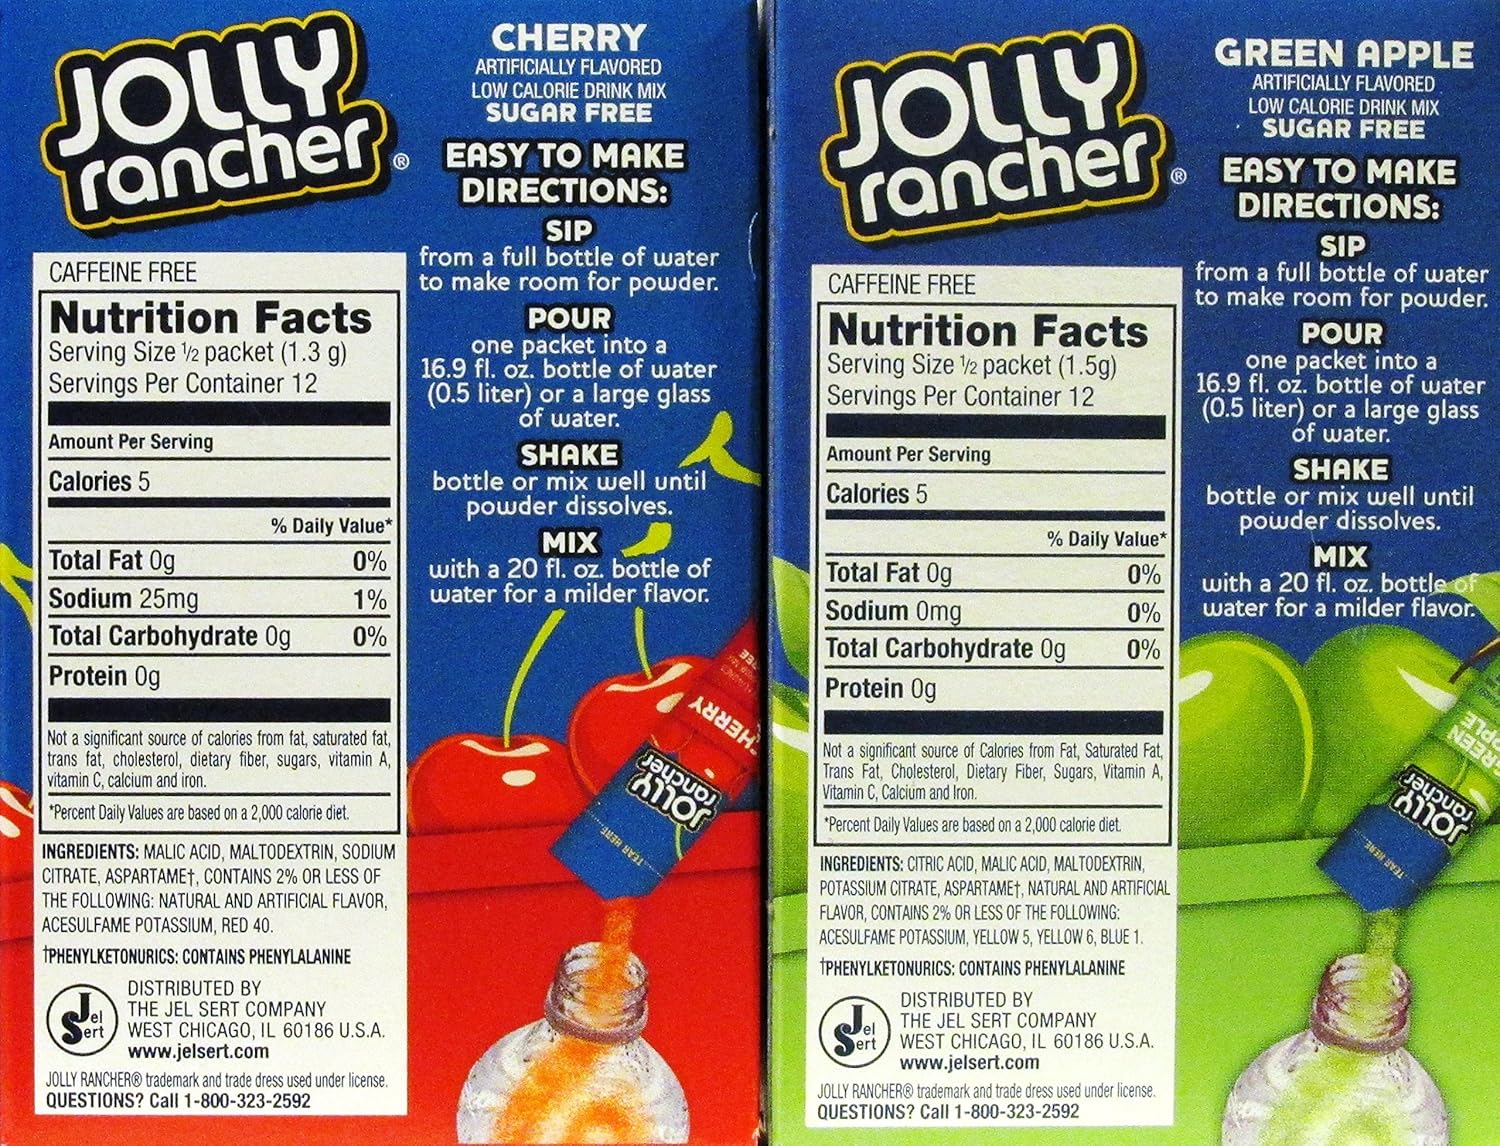 JOLLY
rancher®
CHERRY
ARTIFICIALLY FLAVORED
LOW CALORIE DRINK MIX
SUGAR FREE
EASY TO MAKE
DIRECTIONS:
SIP
from a full bottle of water
to make room for powder.
POUR
one packet into a
16.9 fl. oz. bottle of water
(0.5 liter) or a large glass
of water.
SHAKE
bottle or mix well until
powder dissolves.
MIX
with a 20 fl. oz. bottle of
water for a milder flavor.
CAFFEINE FREE
Nutrition Facts
Serving Size ½ packet (1.3 g)
Servings Per Container 12
Amount Per Serving
Calories 5
% Daily Value*
Total Fat 0g 0%
Sodium 25mg 1%
Total Carbohydrate 0g 0%
Protein 0g
Not a significant source of calories from fat, saturated fat,
trans fat, cholesterol, dietary fiber, sugars, vitamin A,
vitamin C, calcium and iron.
*Percent Daily Values are based on a 2,000 calorie diet.
INGREDIENTS: MALIC ACID, MALTODEXTRIN, SODIUM
CITRATE, ASPARTAME†, CONTAINS 2% OR LESS OF
THE FOLLOWING: NATURAL AND ARTIFICIAL FLAVOR,
ACESULFAME POTASSIUM, RED 40.
†PHENYLKETONURICS: CONTAINS PHENYLALANINE
Jel
Sert
DISTRIBUTED BY
THE JEL SERT COMPANY
WEST CHICAGO, IL 60186 U.S.A.
www.jelsert.com
JOLLY RANCHER® trademark and trade dress used under license.
QUESTIONS? Call 1-800-323-2592
CHERRY
JOLLY
rancher
TEAR HERE
JOLLY
rancher®
GREEN APPLE
ARTIFICIALLY FLAVORED
LOW CALORIE DRINK MIX
SUGAR FREE
EASY TO MAKE
DIRECTIONS:
SIP
from a full bottle of water
to make room for powder.
POUR
one packet into a
16.9 fl. oz. bottle of water
(0.5 liter) or a large glass
of water.
SHAKE
bottle or mix well until
powder dissolves.
MIX
with a 20 fl. oz. bottle of
water for a milder flavor.
CAFFEINE FREE
Nutrition Facts
Serving Size ½ packet (1.5g)
Servings Per Container 12
Amount Per Serving
Calories 5
% Daily Value*
Total Fat 0g 0%
Sodium 0mg 0%
Total Carbohydrate 0g 0%
Protein 0g
Not a significant source of Calories from Fat, Saturated Fat,
Trans Fat, Cholesterol, Dietary Fiber, Sugars, Vitamin A,
Vitamin C, Calcium and Iron.
*Percent Daily Values are based on a 2,000 calorie diet.
INGREDIENTS: CITRIC ACID, MALIC ACID, MALTODEXTRIN,
POTASSIUM CITRATE, ASPARTAME†, NATURAL AND ARTIFICIAL
FLAVOR, CONTAINS 2% OR LESS OF THE FOLLOWING:
ACESULFAME POTASSIUM, YELLOW 5, YELLOW 6, BLUE 1.
†PHENYLKETONURICS: CONTAINS PHENYLALANINE
Jel
Sert
DISTRIBUTED BY
THE JEL SERT COMPANY
WEST CHICAGO, IL 60186 U.S.A.
www.jelsert.com
JOLLY RANCHER® trademark and trade dress used under license.
QUESTIONS? Call 1-800-323-2592
GREEN
APPLE
JOLLY
rancher
TEAR HERE